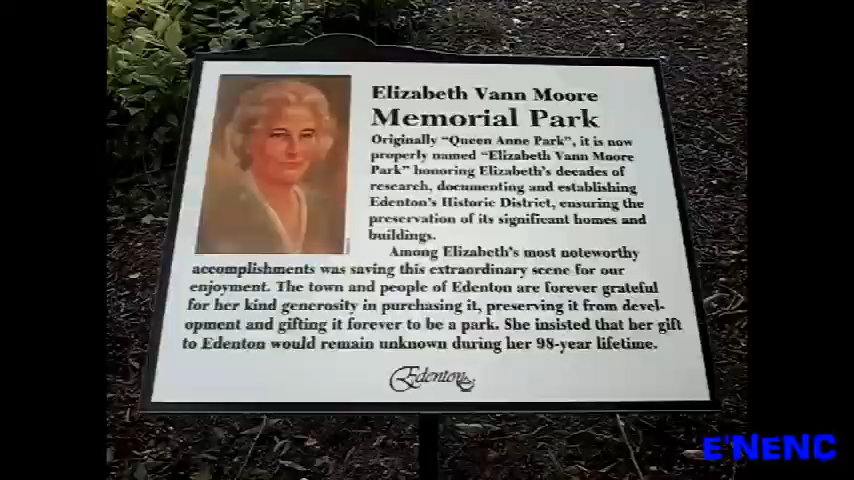 Elizabeth Vann Moore
Memorial Park
Originally "Queen Anne Park", it is now
properly named "Elizabeth Vann Moore
Park" honoring Elizabeth's decades of
research, documenting and establishing
Edenton's Historic District, ensuring the
preservation of its significant homes and
buildings.
Among Elizabeth's most noteworthy
accomplishments was saving this extraordinary scene for our
enjoyment. The town and people of Edenton are forever grateful
for her kind generosity in purchasing it, preserving it from devel-
opment and gifting it forever to be a park. She insisted that her gift
to Edenton would remain unknown during her 98-year lifetime.
Edenton
E'NENC